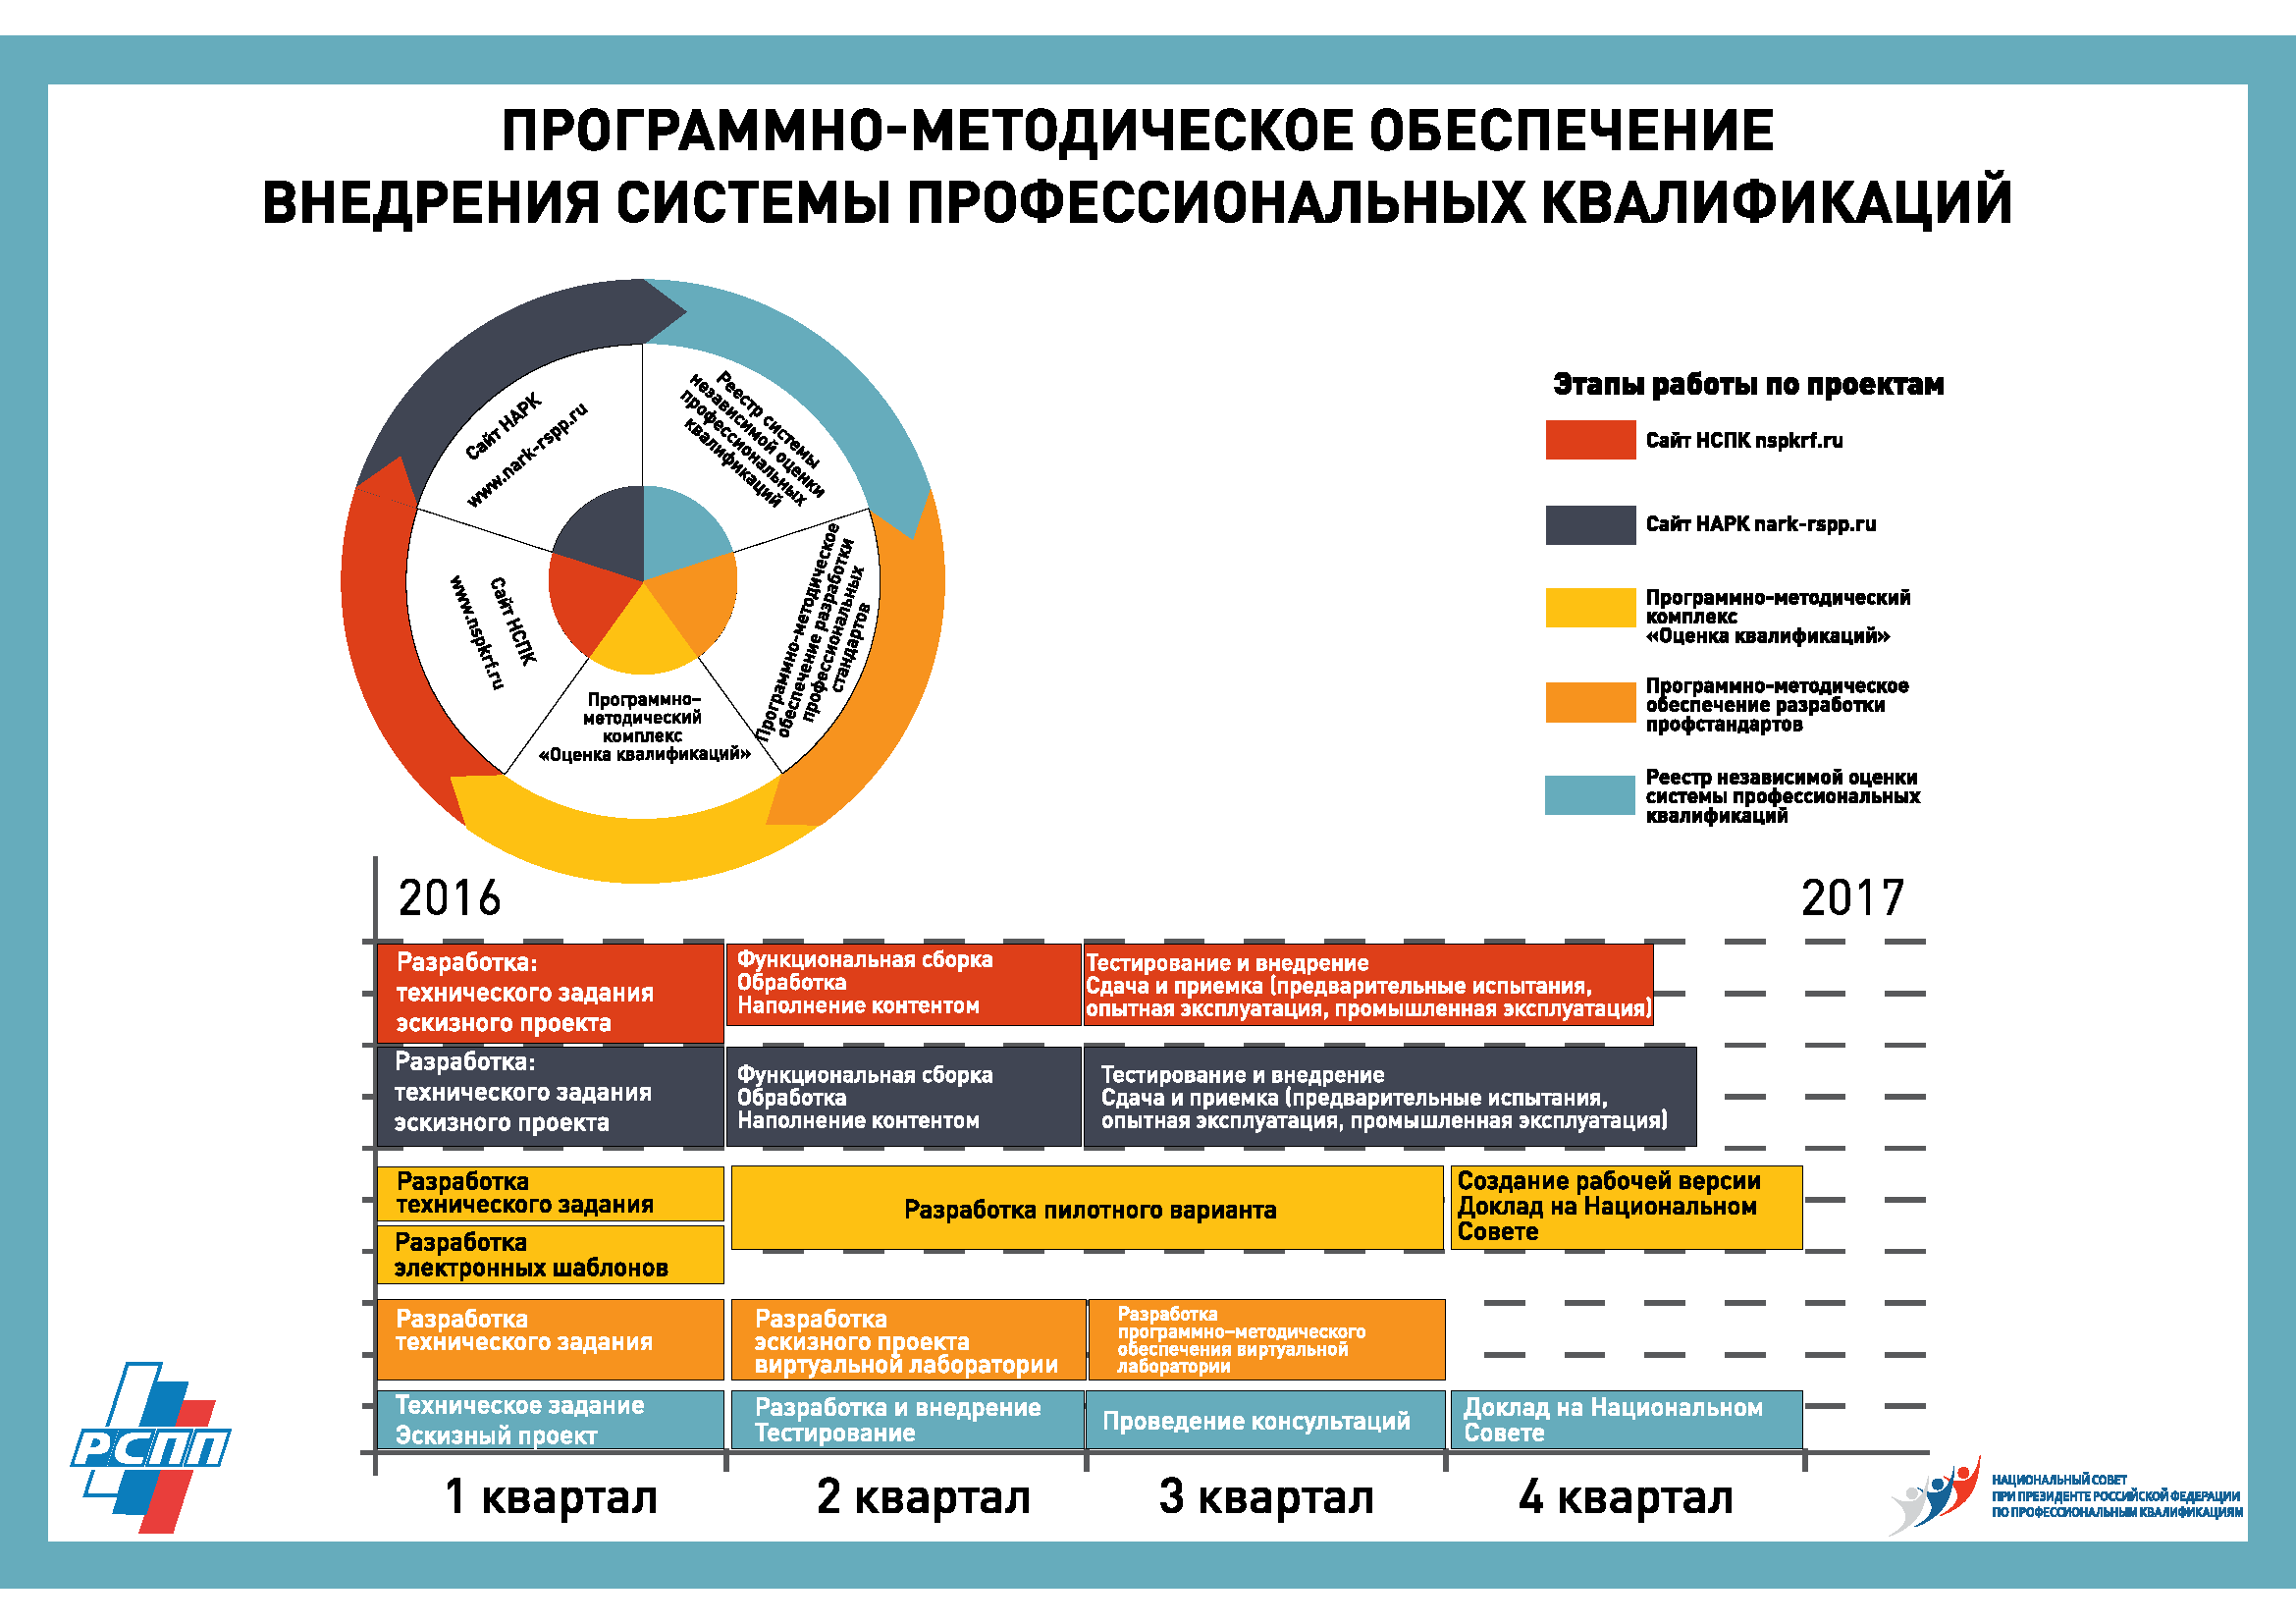 ПРОГРАММНО-МЕТОДИЧЕСКОЕ ОБЕСПЕЧЕНИЕ
ВНЕДРЕНИЯ СИСТЕМЫ ПРОФЕССИОНАЛЬНЫХ КВАЛИФИКАЦИЙ
Сайт НАРК
www.nark-rspp.ru
Реестр системы
независимой оценки
профессиональных
квалификаций
Программно-методическое
обеспечение разработки
профессиональных
стандартов
Программно-
методический
комплекс
«Оценка квалификаций»
Сайт НСПК
www.nspkrf.ru
Этапы работы по проектам
Сайт НСПК nspkrf.ru
Сайт НАРК nark-rspp.ru
Программно-методический
комплекс
«Оценка квалификаций»
Программно-методическое
обеспечение разработки
профстандартов
Реестр независимой оценки
системы профессиональных
квалификаций
2016
2017
Разработка:
технического задания
эскизного проекта
Функциональная сборка
Обработка
Наполнение контентом
Тестирование и внедрение
Сдача и приемка (предварительные испытания,
опытная эксплуатация, промышленная эксплуатация)
Разработка:
технического задания
эскизного проекта
Функциональная сборка
Обработка
Наполнение контентом
Тестирование и внедрение
Сдача и приемка (предварительные испытания,
опытная эксплуатация, промышленная эксплуатация)
Разработка
технического задания
Разработка
электронных шаблонов
Разработка пилотного варианта
Создание рабочей версии
Доклад на Национальном
Совете
Разработка
технического задания
Разработка
эскизного проекта
виртуальной лаборатории
Разработка
программно-методического
обеспечения виртуальной
лаборатории
Техническое задание
Эскизный проект
Разработка и внедрение
Тестирование
Проведение консультаций
Доклад на Национальном
Совете
1 квартал
2 квартал
3 квартал
4 квартал
РСПП
НАЦИОНАЛЬНЫЙ СОВЕТ
ПРИ ПРЕЗИДЕНТЕ РОССИЙСКОЙ ФЕДЕРАЦИИ
ПО ПРОФЕССИОНАЛЬНЫМ КВАЛИФИКАЦИЯМ